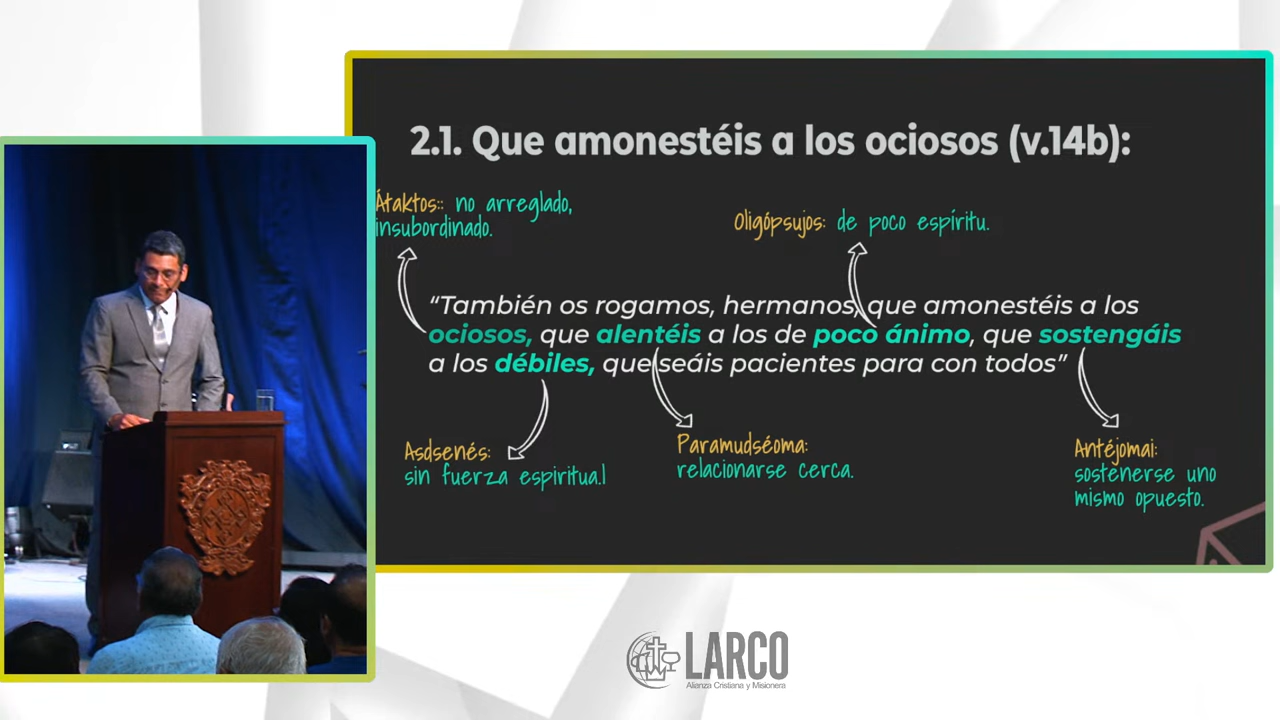 2.1. Que amonestéis a los ociosos (v.14b):
Átaktos:: no arreglado,
insubordinado.
Oligópsujos: de poco espíritu.
“También os rogamos, hermanos, que amonestéis a los
ociosos, que alentéis a los de poco ánimo, que sostengáis
a los débiles, que seáis pacientes para con todos”
Asdsenés:
sin fuerza espiritua.l
Paramudséoma:
relacionarse cerca.
Antéjomai:
sostenerse uno
mismo opuesto.
LARCO
Alianza Cristiana y Misionera